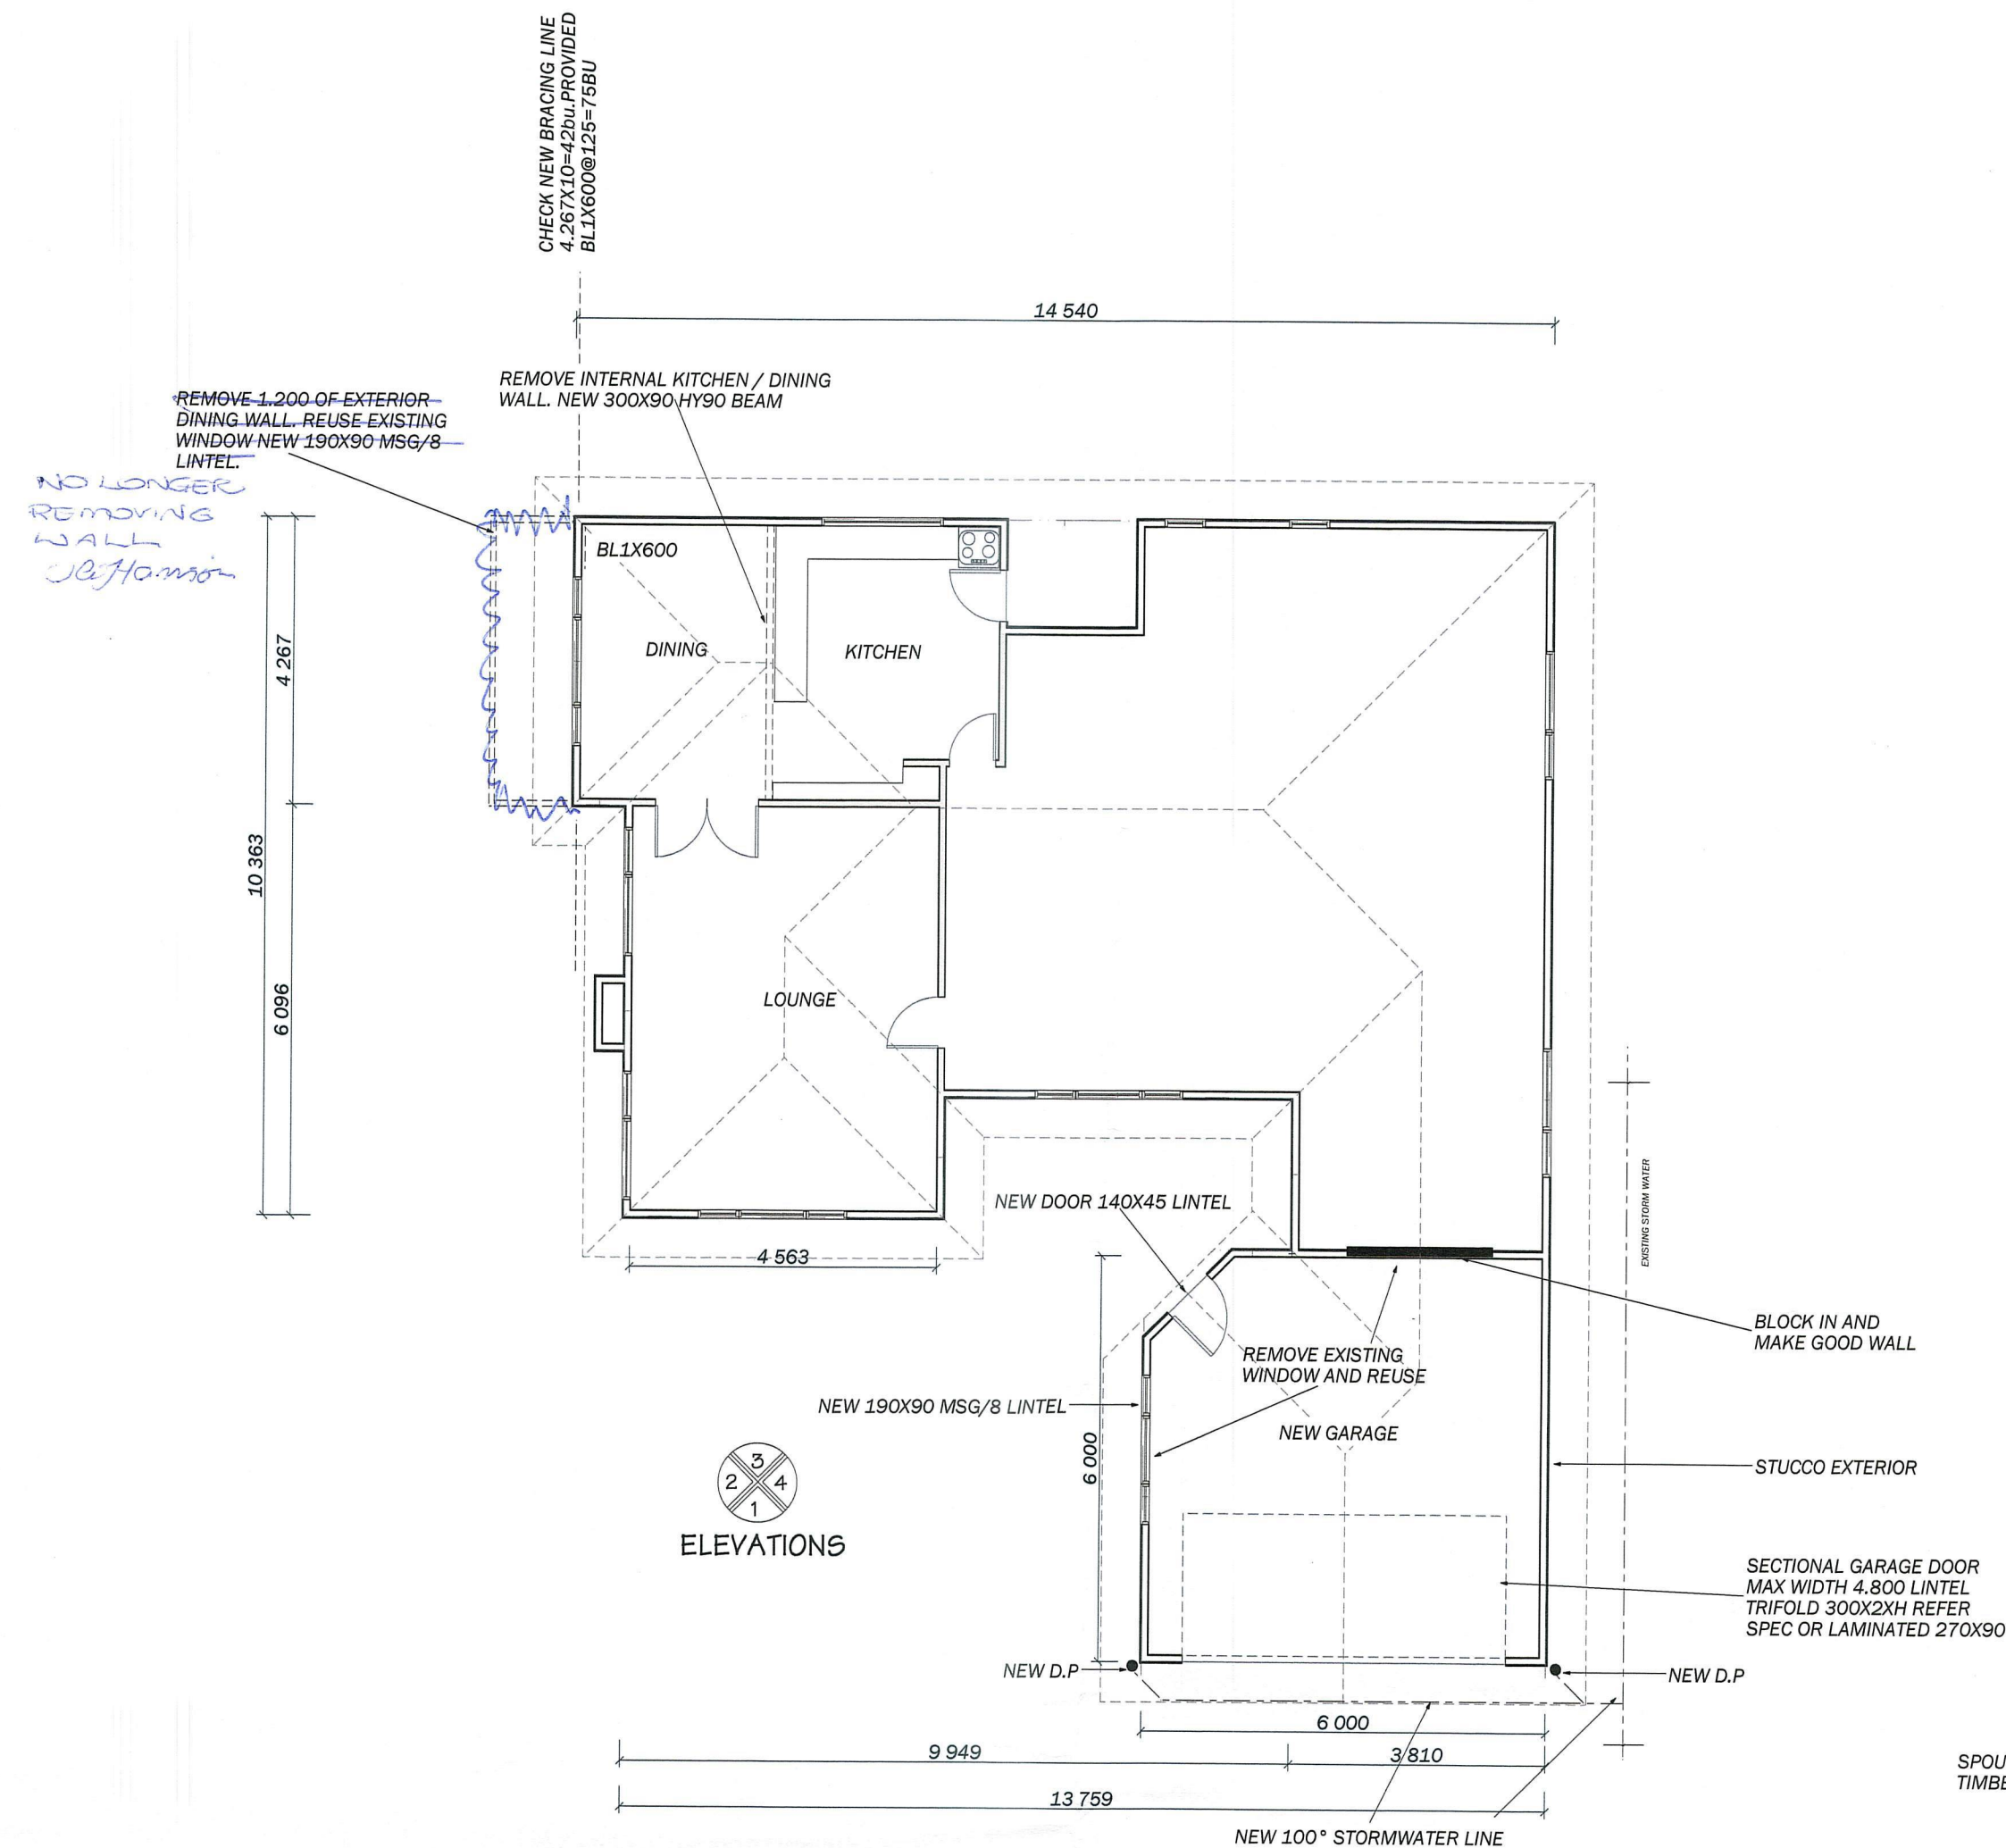 CHECK NEW BRACING LINE
4.267X10=42bu.PROVIDED
BL1X600@125=75BU
14 540
REMOVE 1.200 OF EXTERIOR
DINING WALL. REUSE EXISTING
WINDOW NEW 190X90 MSG/8
LINTEL.
REMOVE INTERNAL KITCHEN / DINING
WALL. NEW 300X90 HY90 BEAM
NO LONGER
REMOVING
WALL
BL1X600
DINING
KITCHEN
4 267
10 363
6 096
LOUNGE
4 563
NEW DOOR 140X45 LINTEL
EXISTING STORM WATER
BLOCK IN AND
MAKE GOOD WALL
REMOVE EXISTING
WINDOW AND REUSE
NEW 190X90 MSG/8 LINTEL
NEW GARAGE
6 000
STUCCO EXTERIOR
3
2 4
1
ELEVATIONS
SECTIONAL GARAGE DOOR
MAX WIDTH 4.800 LINTEL
TRIFOLD 300X2XH REFER
SPEC OR LAMINATED 270X90
NEW D.P
NEW D.P
6 000
9 949
3 810
13 759
SPOU
TIMBE
NEW 100° STORMWATER LINE